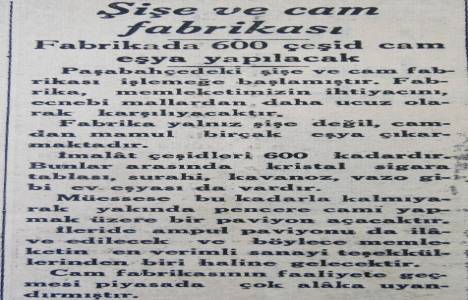 Şişe ve cam
fabrikası
Fabrikada 600 çeşid cam
eşya yapılacak
Paşabahçedeki şişe ve cam fab-
rikası işlemeğe başlamıştır. Fab-
rika, memleketimizin ihtiyacını,
ecnebi mallardan daha ucuz ola-
rak karşılıyacaktır.
Fabrika yalnız şişe değil, cam-
dan mamul birçok eşya çıkar-
maktadır.
İmalât çeşidleri 600 kadardır.
Bunlar arasında kristal sigara
tablası, surahi, kavanoz, vazo gi-
bi ev eşyası da vardır.
Müessese bu kadarla kalmıya-
rak yakında pencere camı yap-
mak üzere bir paviyon açacaktır.
İleride ampul paviyonu da ilâ-
ve edilecek ve böylece memle-
ketin en verimli sanayi teşekkül-
lerinden biri haline gelecektir.
Cam fabrikasının faaliyete geç-
mesi piyasada çok alâka uyan-
dırmıştır.